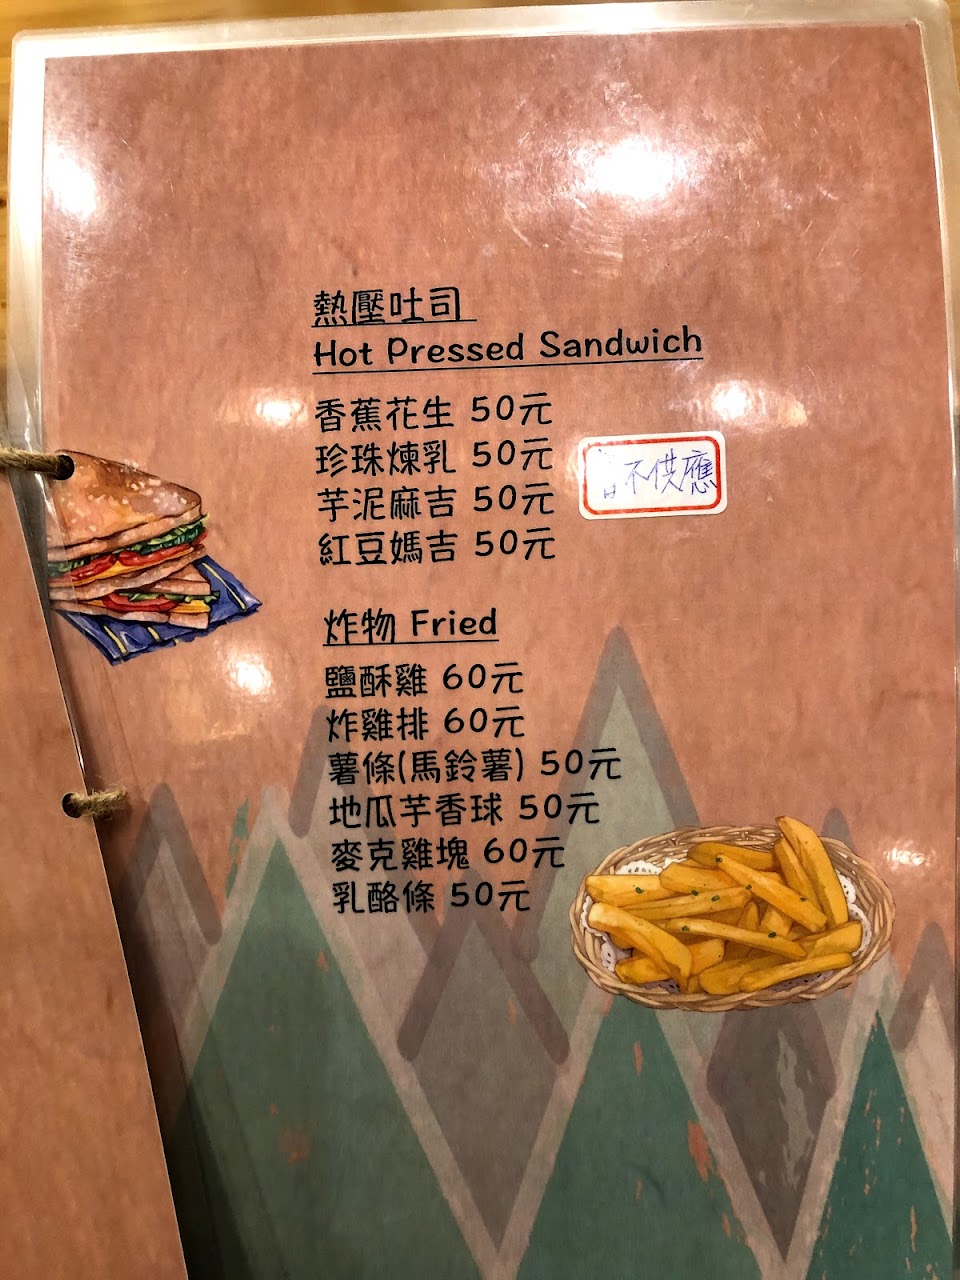 熱壓吐司
Hot Pressed Sandwich
香蕉花生 50元
珍珠煉乳 50元
芋泥麻吉 50元
紅豆媽吉 50元
暫不供應
炸物 Fried
鹽酥雞 60元
炸雞排 60元
薯條(馬鈴薯) 50元
地瓜芋香球 50元
麥克雞塊 60元
乳酪條 50元